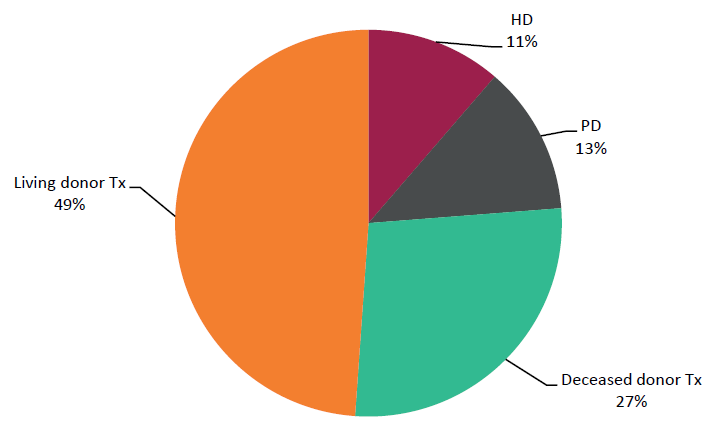 HD
11%
PD
13%
Living donor Tx
49%
Deceased donor Tx
27%